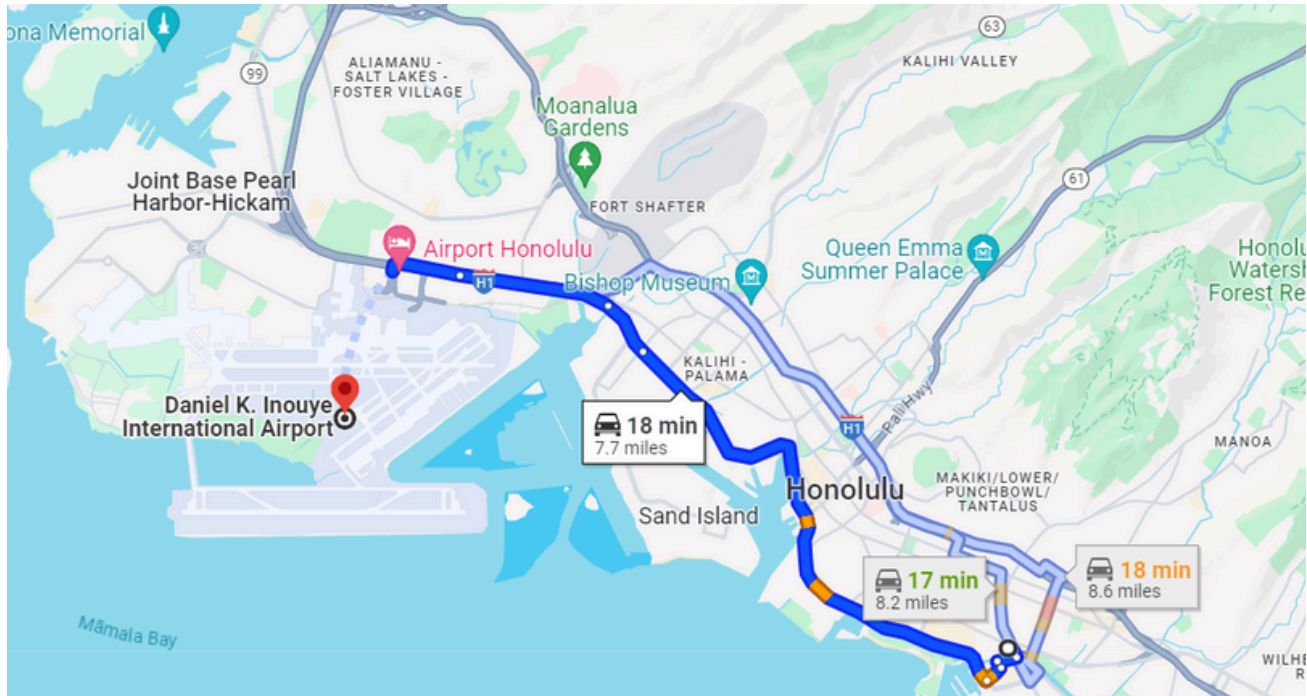 ona Memorial
99
ALIAMANU -
SALT LAKES -
FOSTER VILLAGE
63
KALIHI VALLEY
Moanalua
Gardens
61
Joint Base Pearl
Harbor-Hickam
FORT SHAFTER
Airport Honolulu
H1
Bishop Museum
Queen Emma
Summer Palace
Honolu
Watersh
Forest Re
KALIHI -
PALAMA
Daniel K. Inouye
International Airport
18 min
7.7 miles
Pali Hwy
H1
MANOA
Honolulu
MAKIKI/LOWER/
PUNCHBOWL/
TANTALUS
Sand Island
17 min
8.2 miles
18 min
8.6 miles
Māmala Bay
WILHE
R